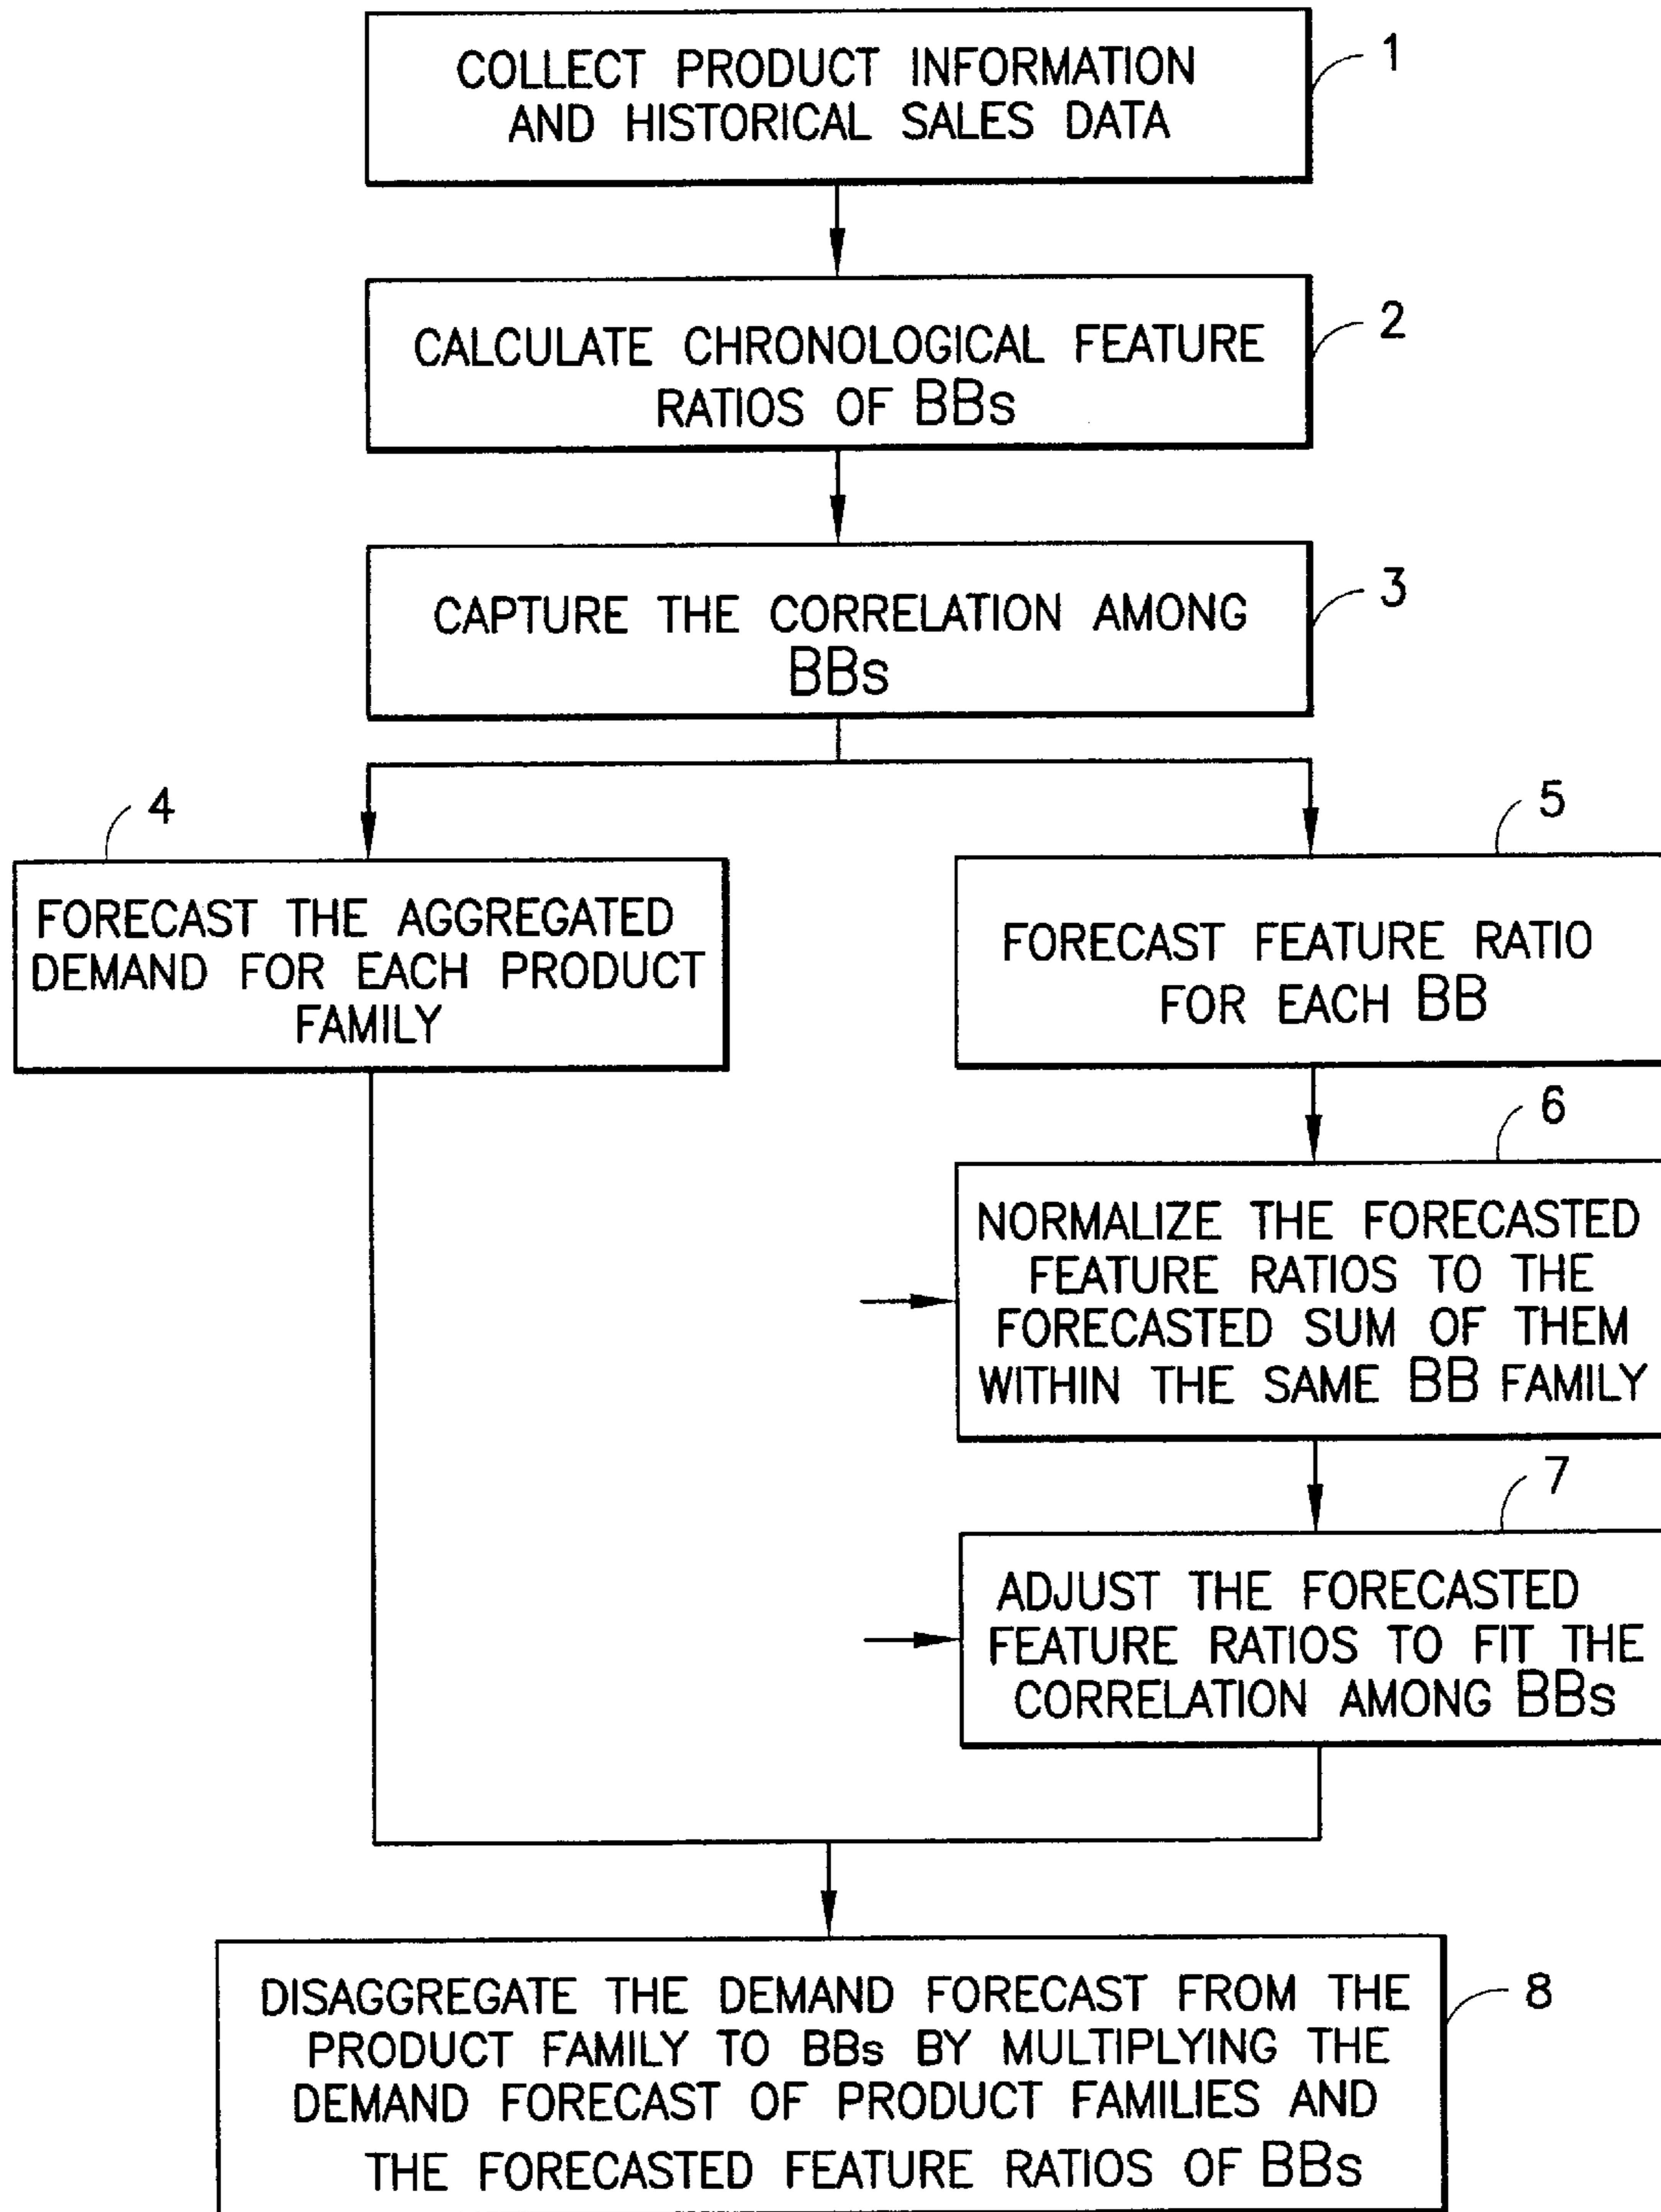 COLLECT PRODUCT INFORMATION
AND HISTORICAL SALES DATA
1
CALCULATE CHRONOLOGICAL FEATURE
RATIOS OF BBs
2
CAPTURE THE CORRELATION AMONG
BBs
3
4
FORECAST THE AGGREGATED
DEMAND FOR EACH PRODUCT
FAMILY
5
FORECAST FEATURE RATIO
FOR EACH BB
6
NORMALIZE THE FORECASTED
FEATURE RATIOS TO THE
FORECASTED SUM OF THEM
WITHIN THE SAME BB FAMILY
7
ADJUST THE FORECASTED
FEATURE RATIOS TO FIT THE
CORRELATION AMONG BBs
DISAGGREGATE THE DEMAND FORECAST FROM THE
PRODUCT FAMILY TO BBs BY MULTIPLYING THE
DEMAND FORECAST OF PRODUCT FAMILIES AND
THE FORECASTED FEATURE RATIOS OF BBs
8